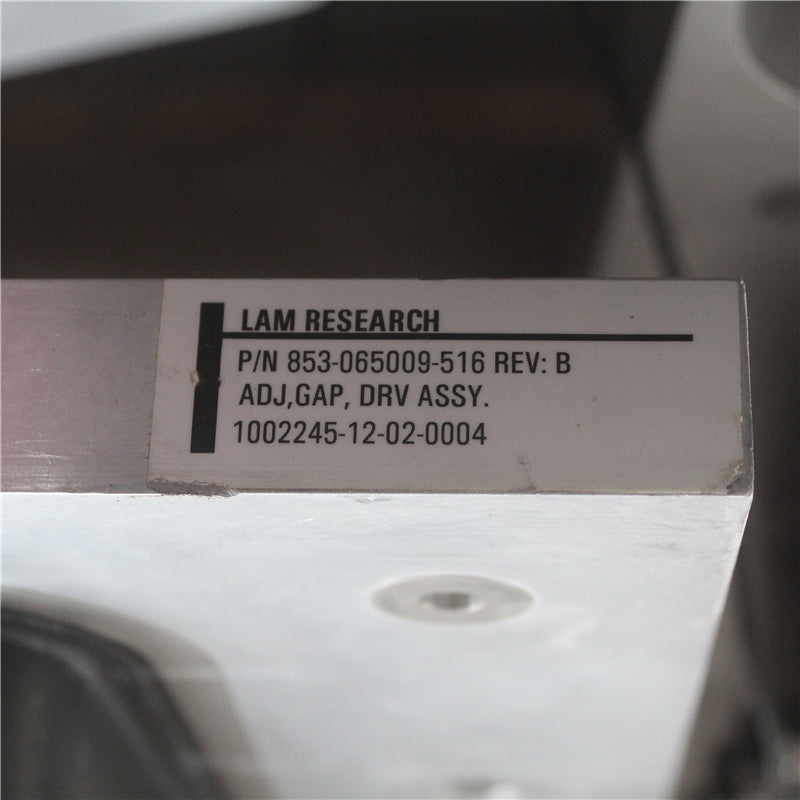 LAM RESEARCH
P/N 853-065009-516 REV: B
ADJ,GAP, DRV ASSY.
1002245-12-02-0004